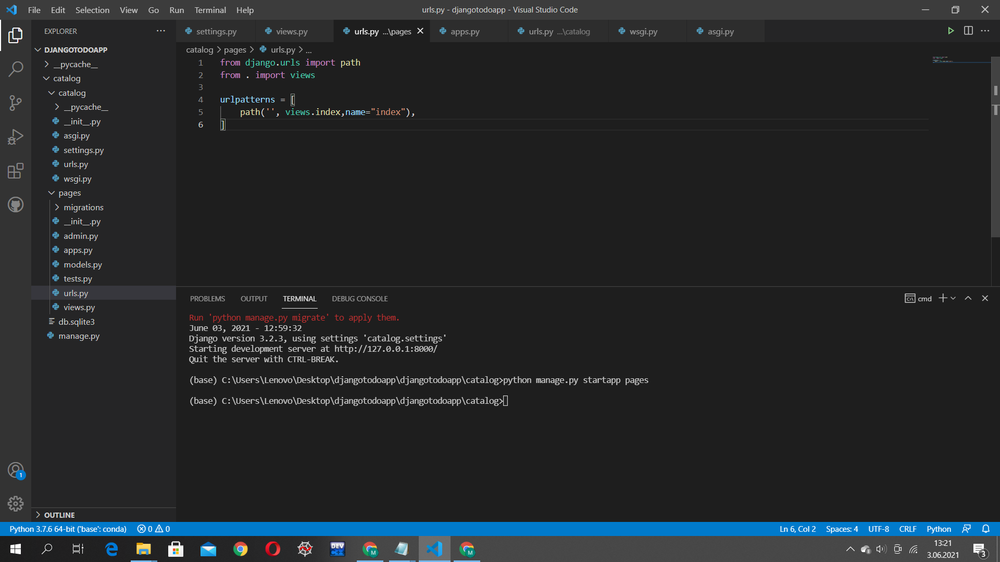 File Edit Selection View Go Run Terminal Help
urls.py - djangotodoapp - Visual Studio Code
EXPLORER
settings.py
views.py
urls.py ...\pages
apps.py
urls.py ...\catalog
wsgi.py
asgi.py
DJANGOTODOAPP
__pycache__
catalog
catalog
__pycache__
__init__.py
asgi.py
settings.py
urls.py
wsgi.py
pages
migrations
__init__.py
admin.py
apps.py
models.py
tests.py
urls.py
views.py
db.sqlite3
manage.py
OUTLINE
catalog > pages > urls.py > ...
1 from django.urls import path
2 from . import views
3
4 urlpatterns = [
5 path('', views.index,name="index"),
6 ]
PROBLEMS OUTPUT TERMINAL DEBUG CONSOLE
cmd
Run 'python manage.py migrate' to apply them.
June 03, 2021 - 12:59:32
Django version 3.2.3, using settings 'catalog.settings'
Starting development server at http://127.0.0.1:8000/
Quit the server with CTRL-BREAK.
(base) C:\Users\Lenovo\Desktop\djangotodoapp\djangotodoapp\catalog>python manage.py startapp pages
(base) C:\Users\Lenovo\Desktop\djangotodoapp\djangotodoapp\catalog>
1
Python 3.7.6 64-bit ('base': conda) 0 0
Ln 6, Col 2 Spaces: 4 UTF-8 CRLF Python
DEV
C++
M
M
13:21
3.06.2021
3